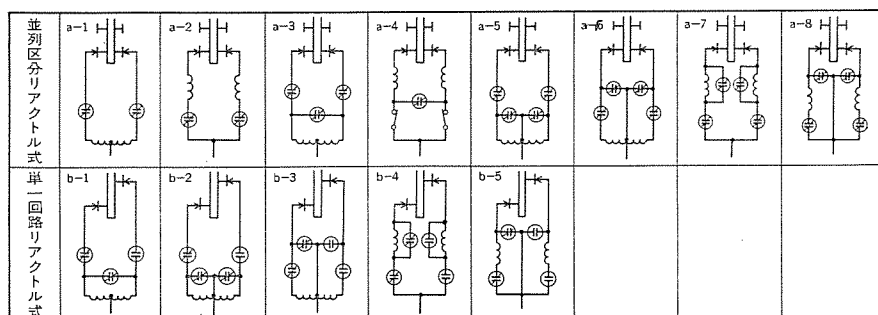 並列区分リアクトル式
a-1
a-2
a-3
a-4
a-5
a-6
a-7
a-8
単一回路リアクトル式
b-1
b-2
b-3
b-4
b-5